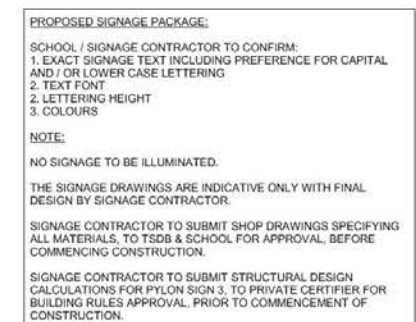 PROPOSED SIGNAGE PACKAGE:
SCHOOL / SIGNAGE CONTRACTOR TO CONFIRM:
1. EXACT SIGNAGE TEXT INCLUDING PREFERENCE FOR CAPITAL
AND / OR LOWER CASE LETTERING
2. TEXT FONT
2. LETTERING HEIGHT
3. COLOURS
NOTE:
NO SIGNAGE TO BE ILLUMINATED.
THE SIGNAGE DRAWINGS ARE INDICATIVE ONLY WITH FINAL
DESIGN BY SIGNAGE CONTRACTOR.
SIGNAGE CONTRACTOR TO SUBMIT SHOP DRAWINGS SPECIFYING
ALL MATERIALS, TO TSDB & SCHOOL FOR APPROVAL, BEFORE
COMMENCING CONSTRUCTION.
SIGNAGE CONTRACTOR TO SUBMIT STRUCTURAL DESIGN
CALCULATIONS FOR PYLON SIGN 3, TO PRIVATE CERTIFIER FOR
BUILDING RULES APPROVAL, PRIOR TO COMMENCEMENT OF
CONSTRUCTION.